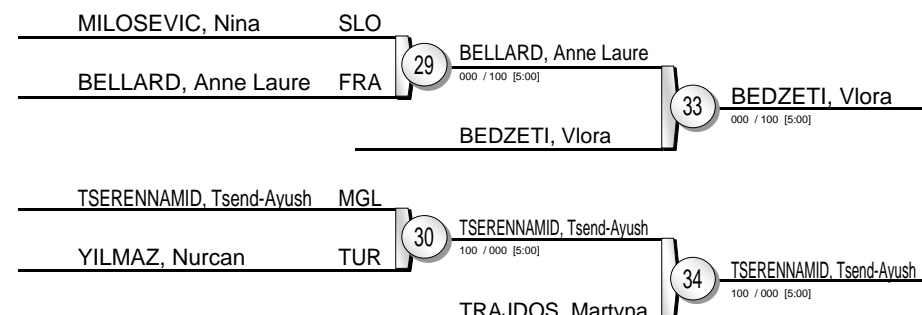 MILOSEVIC, Nina SLO
29
BELLARD, Anne Laure
000 / 100 [5:00]
BELLARD, Anne Laure FRA
33
BEDZETI, Vlora
000 / 100 [5:00]
BEDZETI, Vlora
TSERENNAMID, Tsend-Ayush MGL
30
TSERENNAMID, Tsend-Ayush
100 / 000 [5:00]
YILMAZ, Nurcan TUR
34
TSERENNAMID, Tsend-Ayush
100 / 000 [5:00]
TRAJDOS, Martyna